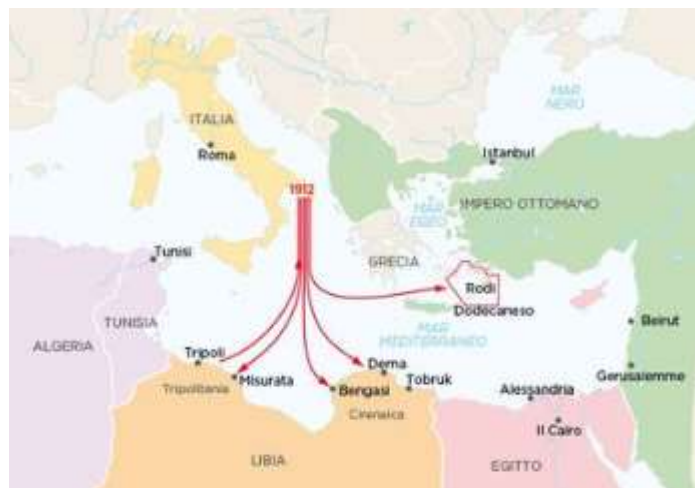 MAR
NERO
ITALIA
Roma
Istanbul
1912
IMPERO OTTOMANO
MAR
EGEO
Tunisi
GRECIA
Rodi
Dodecaneso
TUNISIA
MAR
MEDITERRANEO
Beirut
ALGERIA
Tripoli
Misurata
Derna
Tobruk
Gerusalemme
Tripolitania
Bengasi
Alessandria
Cirenaica
Il Cairo
LIBIA
EGITTO